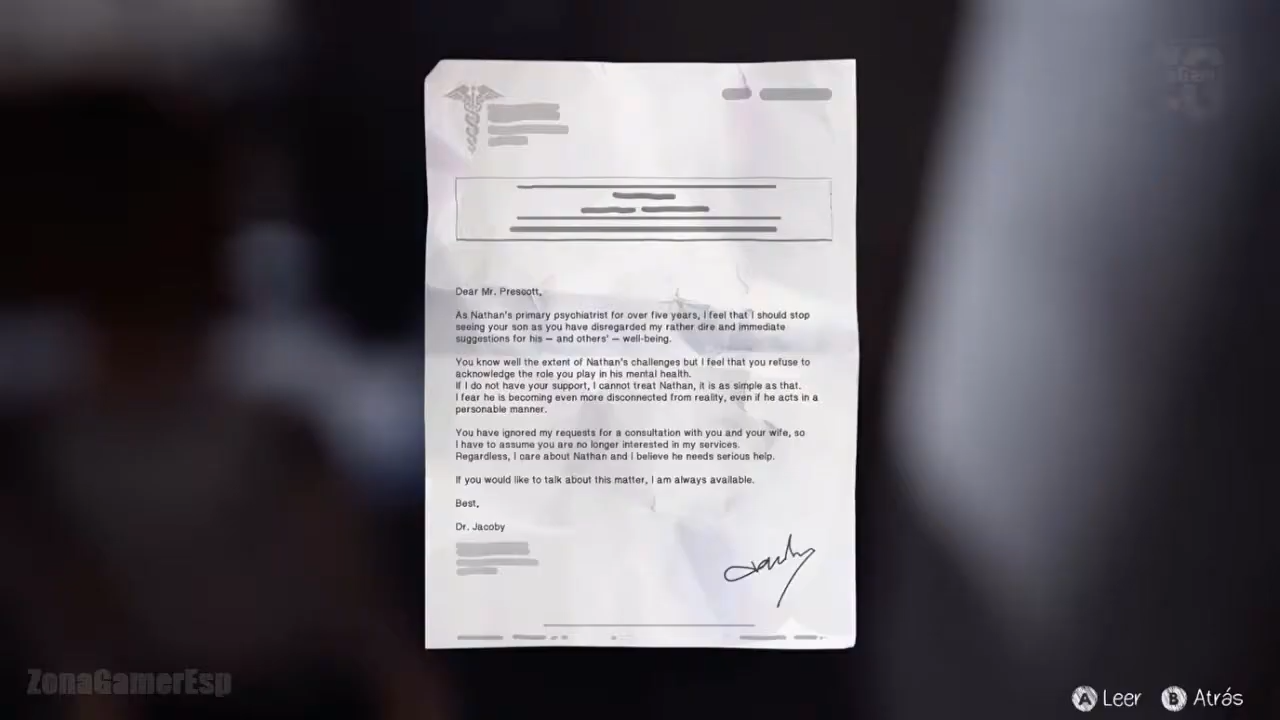 Dear Mr. Prescott,
As Nathan's primary psychiatrist for over five years, I feel that I should stop
seeing your son as you have disregarded my rather dire and immediate
suggestions for his — and others' — well-being.
You know well the extent of Nathan's challenges but I feel that you refuse to
acknowledge the role you play in his mental health.
If I do not have your support, I cannot treat Nathan, it is as simple as that.
I fear he is becoming even more disconnected from reality, even if he acts in a
personable manner.
You have ignored my requests for a consultation with you and your wife, so
I have to assume you are no longer interested in my services.
Regardless, I care about Nathan and I believe he needs serious help.
If you would like to talk about this matter, I am always available.
Best,
Dr. Jacoby
ZonaGamerEsp
A Leer B Atrás